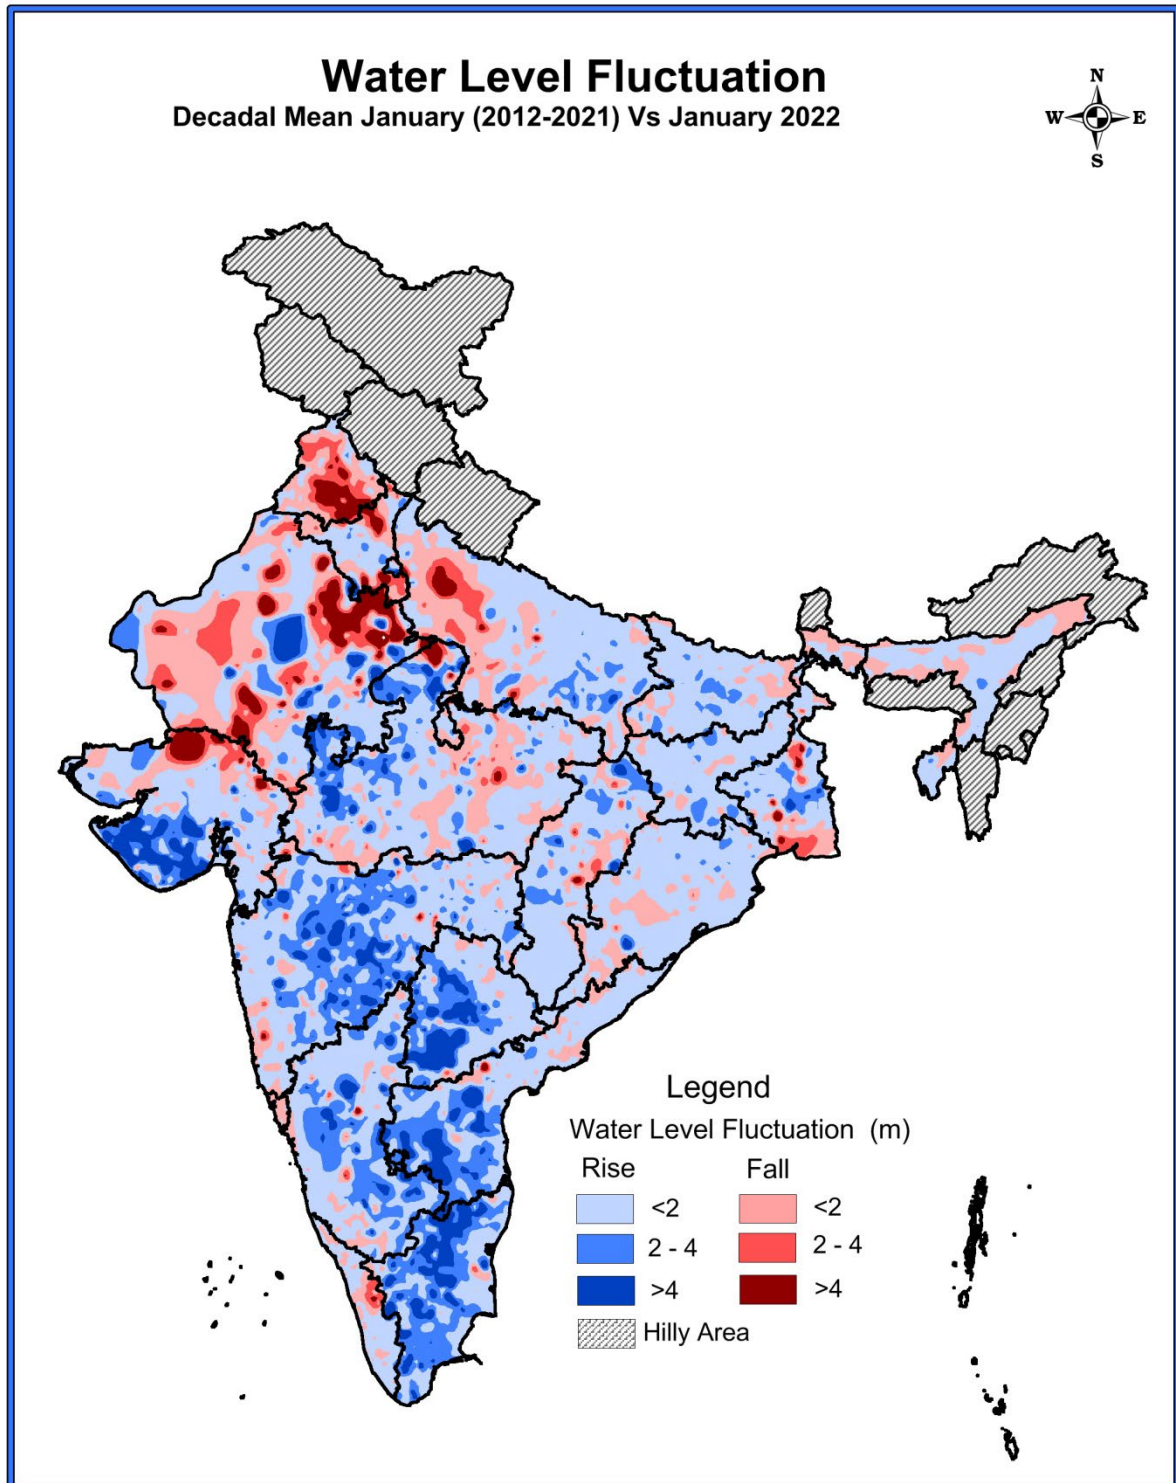 Water Level Fluctuation
Decadal Mean January (2012-2021) Vs January 2022
N
W E
S
Legend
Water Level Fluctuation (m)
Rise Fall
<2 <2
2 - 4 2 - 4
>4 >4
Hilly Area